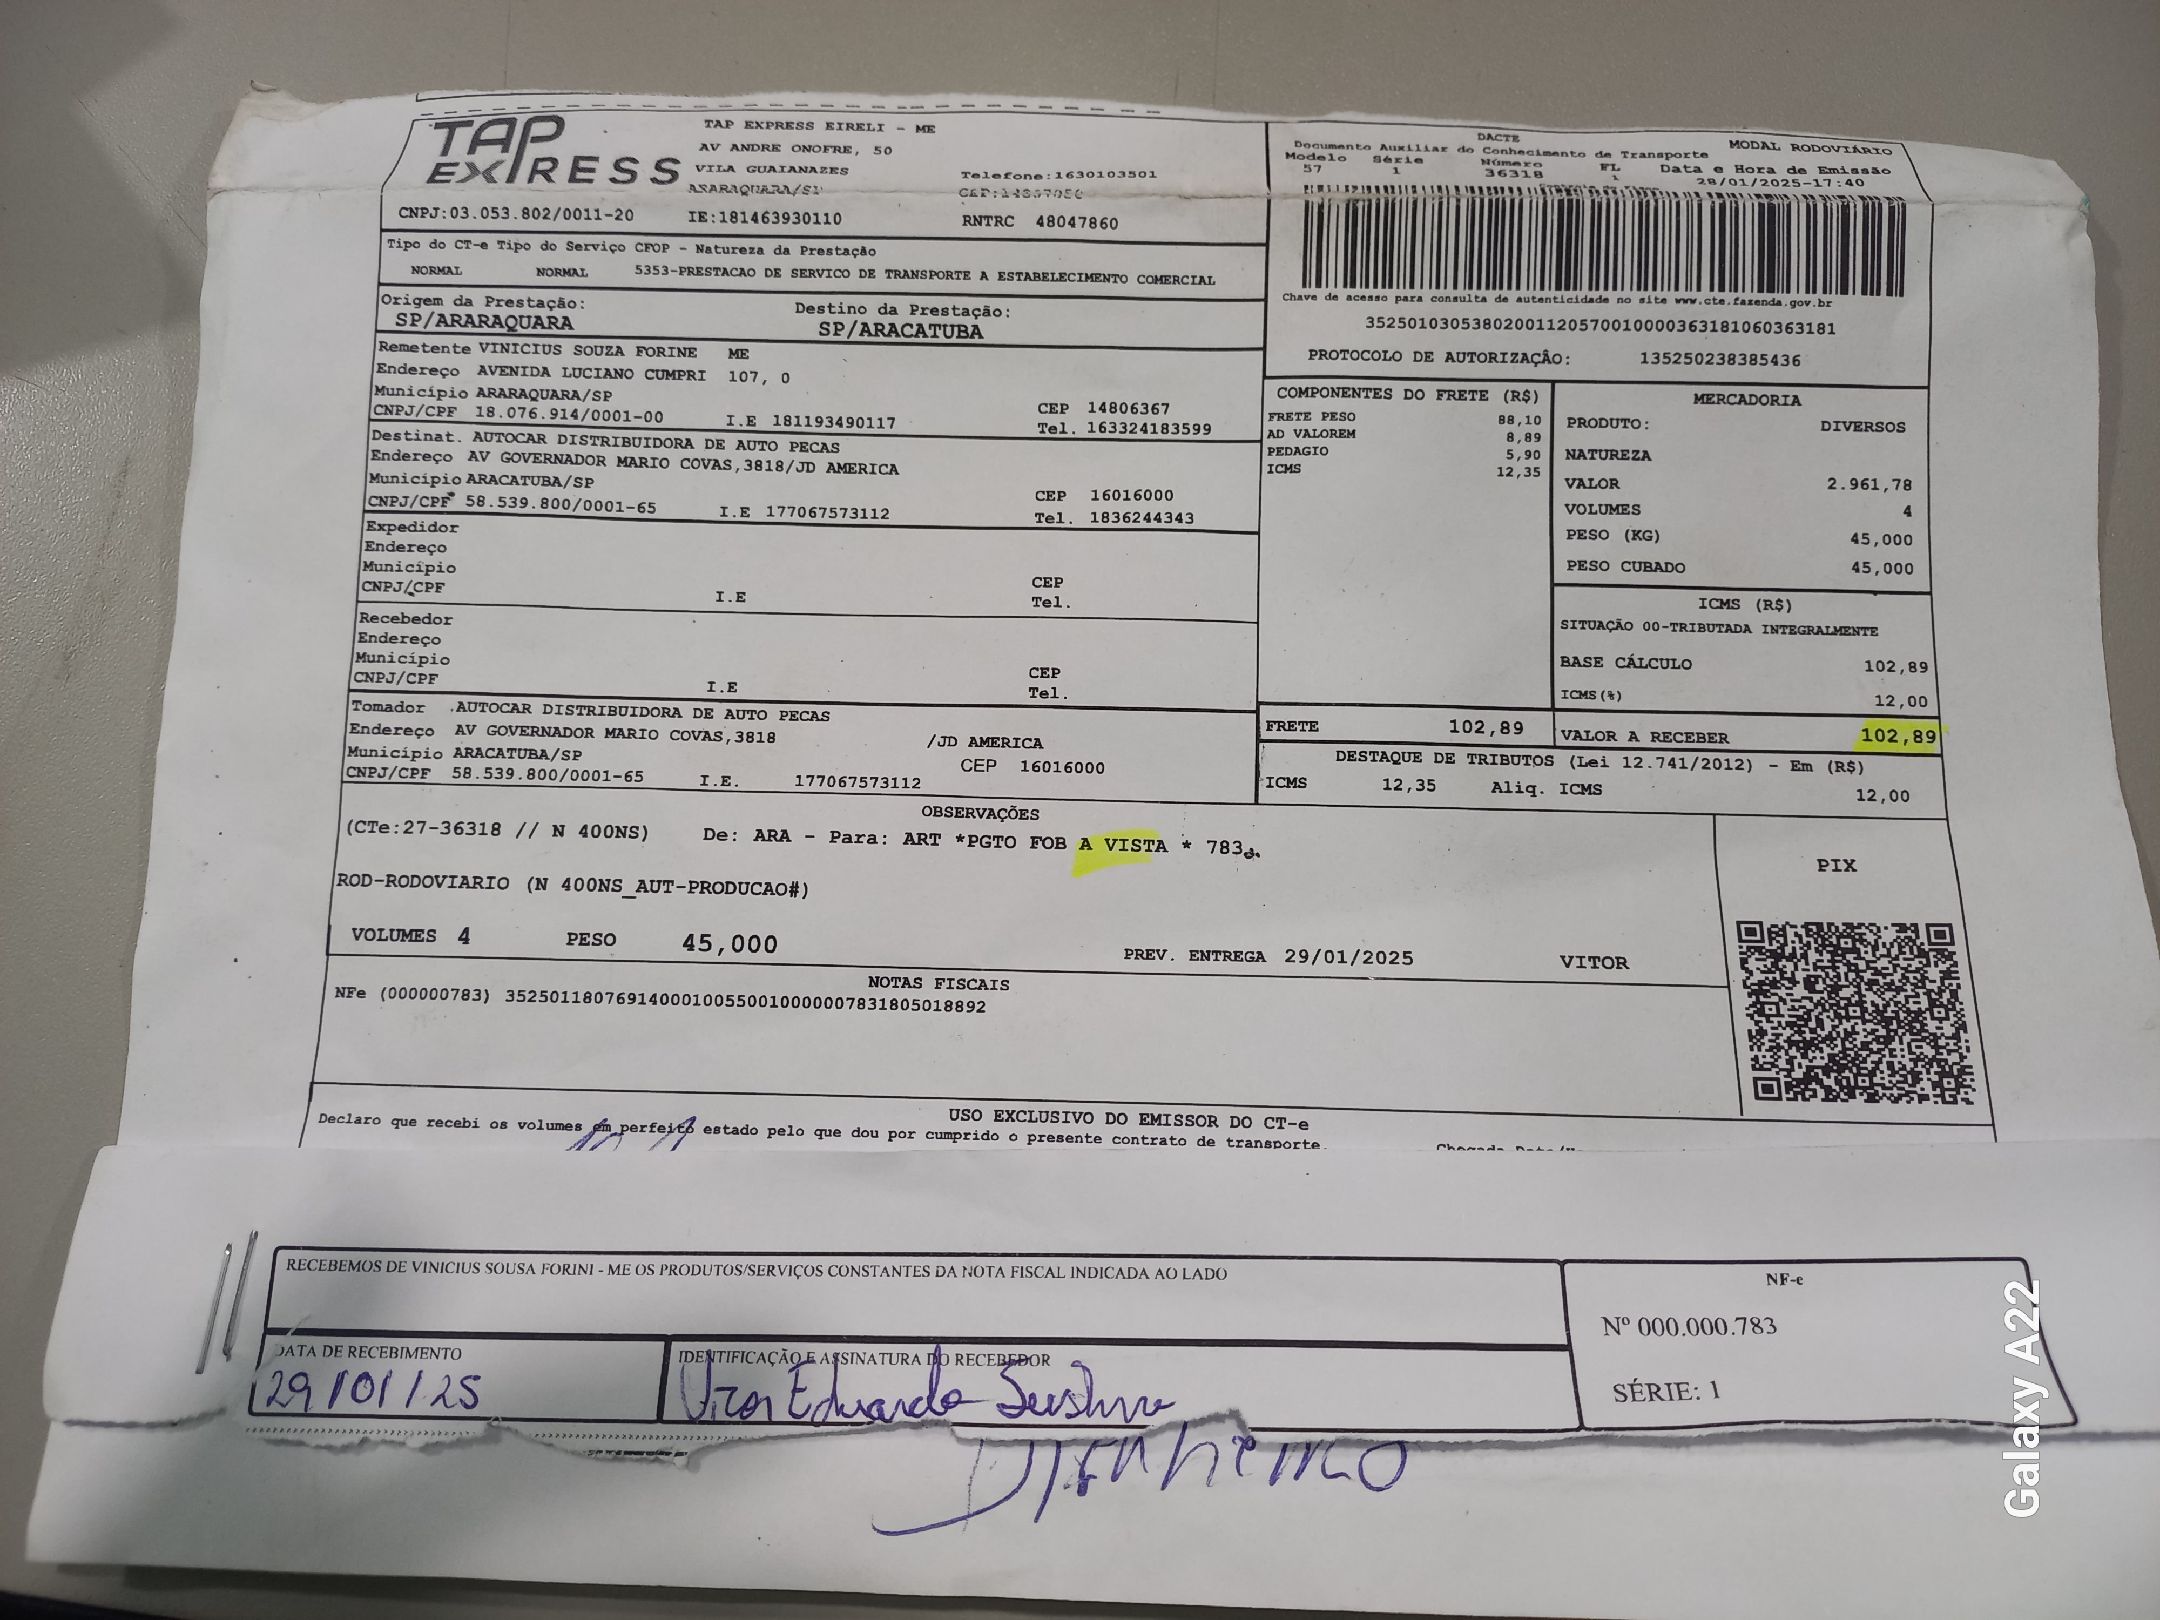 TAP EXPRESS
TAP EXPRESS EIRELI - ME
AV ANDRE ONOFRE, 50
VILA GUAIANAZES Telefone:1630103501
ARARAQUARA/SP
CNPJ:03.053.802/0011-20 IE:181463930110 RNTRC 48047860
DACTE MODAL RODOVIÁRIO
Documento Auxiliar do Conhecimento de Transporte
Modelo Série Número FL Data e Hora de Emissão
57 1 36318 1 28/01/2025-17:40
Chave de acesso para consulta de autenticidade no site www.cte.fazenda.gov.br
35250103053802001120570010000363181060363181
PROTOCOLO DE AUTORIZAÇÂO: 135250238385436
Tipo do CT-e Tipo do Serviço CFOP - Natureza da Prestação
NORMAL NORMAL 5353-PRESTACAO DE SERVICO DE TRANSPORTE A ESTABELECIMENTO COMERCIAL
Origem da Prestação: Destino da Prestação:
SP/ARARAQUARA SP/ARACATUBA
Remetente VINICIUS SOUZA FORINE ME
Endereço AVENIDA LUCIANO CUMPRI 107, 0
Município ARARAQUARA/SP CEP 14806367
CNPJ/CPF 18.076.914/0001-00 I.E 181193490117 Tel. 163324183599
Destinat. AUTOCAR DISTRIBUIDORA DE AUTO PECAS
Endereço AV GOVERNADOR MARIO COVAS,3818/JD AMERICA
Município ARACATUBA/SP CEP 16016000
CNPJ/CPF 58.539.800/0001-65 I.E 177067573112 Tel. 1836244343
Expedidor
Endereço
Município CEP
CNPJ/CPF I.E Tel.
Recebedor
Endereço
Município CEP
CNPJ/CPF I.E Tel.
Tomador .AUTOCAR DISTRIBUIDORA DE AUTO PECAS
Endereço AV GOVERNADOR MARIO COVAS,3818 /JD AMERICA
Município ARACATUBA/SP CEP 16016000
CNPJ/CPF 58.539.800/0001-65 I.E. 177067573112
COMPONENTES DO FRETE (R$)
FRETE PESO 88,10
AD VALOREM 8,89
PEDAGIO 5,90
ICMS 12,35
MERCADORIA
PRODUTO: DIVERSOS
NATUREZA
VALOR 2.961,78
VOLUMES 4
PESO (KG) 45,000
PESO CUBADO 45,000
ICMS (R$)
SITUAÇÃO 00-TRIBUTADA INTEGRALMENTE
BASE CÁLCULO 102,89
ICMS(%) 12,00
FRETE 102,89 VALOR A RECEBER 102,89
DESTAQUE DE TRIBUTOS (Lei 12.741/2012) - Em (R$)
ICMS 12,35 Aliq. ICMS 12,00
OBSERVAÇÕES
(CTe:27-36318 // N 400NS) De: ARA - Para: ART *PGTO FOB A VISTA * 783
ROD-RODOVIARIO (N 400NS_AUT-PRODUCAO#)
PIX
VOLUMES 4 PESO 45,000 PREV. ENTREGA 29/01/2025 VITOR
NOTAS FISCAIS
NFe (000000783) 35250118076914000100550010000007831805018892
USO EXCLUSIVO DO EMISSOR DO CT-e
Declaro que recebi os volumes em perfeito estado pelo que dou por cumprido o presente contrato de transporte.
RECEBEMOS DE VINICIUS SOUSA FORINI - ME OS PRODUTOS/SERVIÇOS CONSTANTES DA NOTA FISCAL INDICADA AO LADO
NF-e
Nº 000.000.783
SÉRIE: 1
DATA DE RECEBIMENTO IDENTIFICAÇÃO E ASSINATURA DO RECEBEDOR
29/01/25 Vitor Eduardo
Dinheiro
Galaxy A22